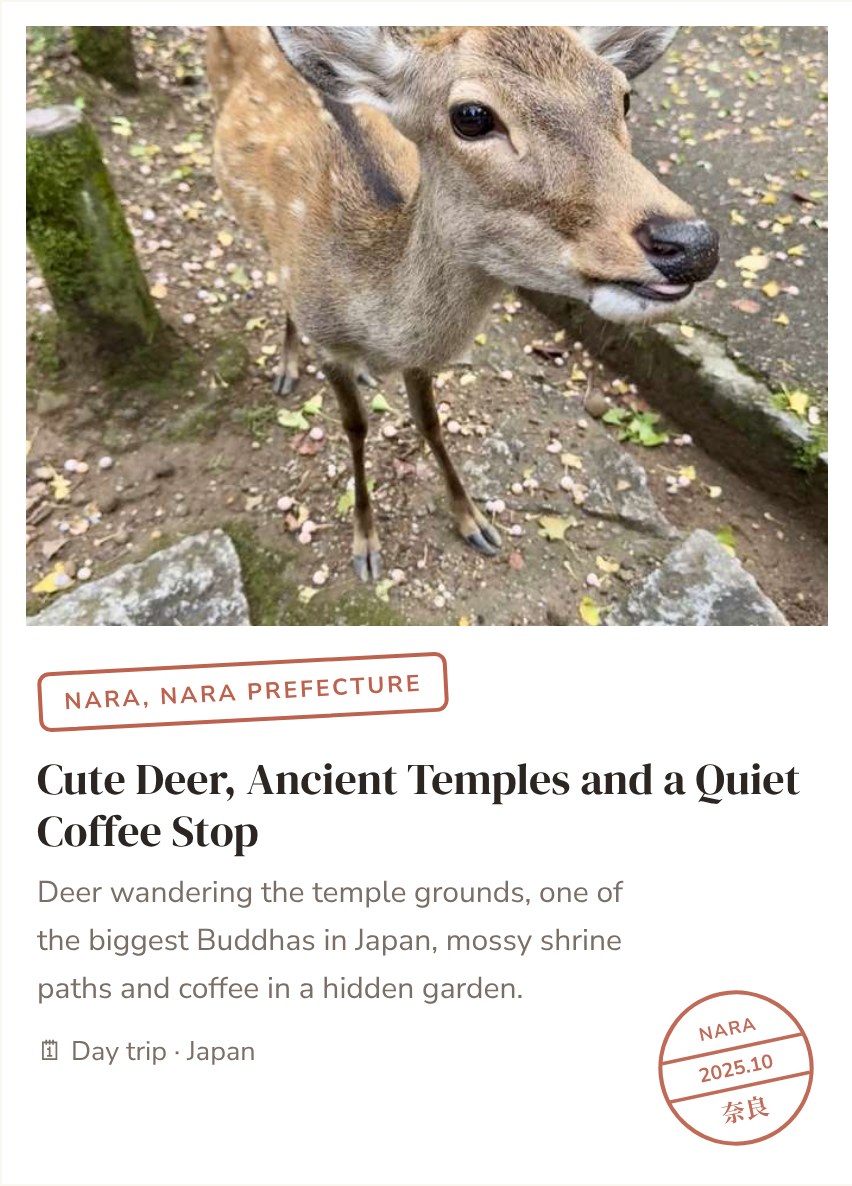 NARA, NARA PREFECTURE
Cute Deer, Ancient Temples and a Quiet
Coffee Stop
Deer wandering the temple grounds, one of
the biggest Buddhas in Japan, mossy shrine
paths and coffee in a hidden garden.
Day trip · Japan
NARA
2025.10
奈良